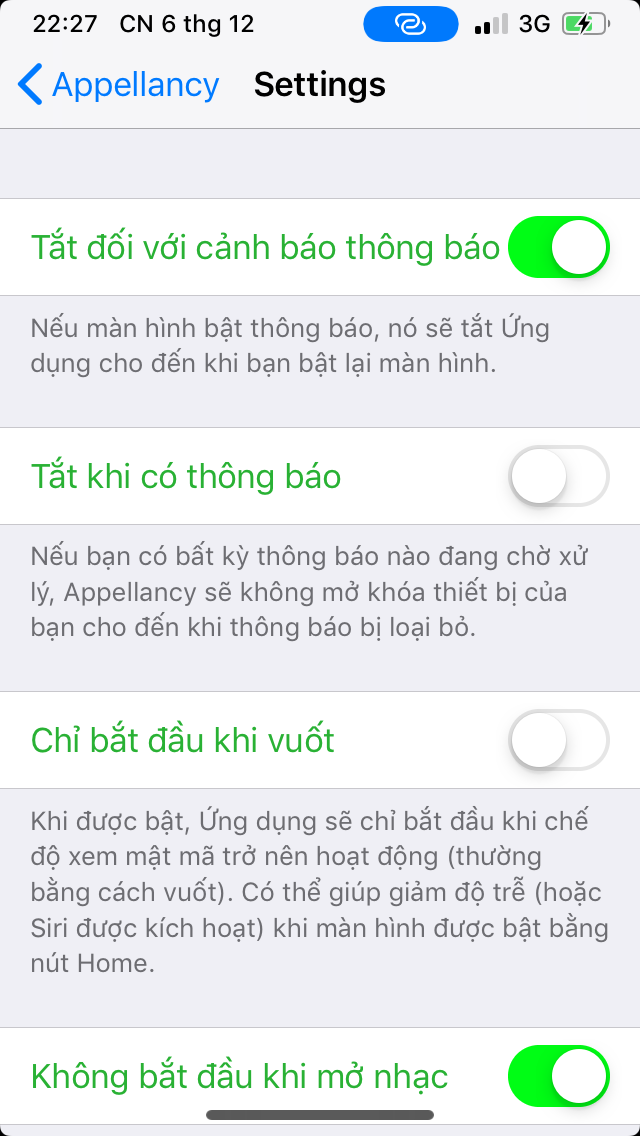 22:27 CN 6 thg 12 3G
Appellancy Settings
Tắt đối với cảnh báo thông báo
Nếu màn hình bật thông báo, nó sẽ tắt Ứng
dụng cho đến khi bạn bật lại màn hình.
Tắt khi có thông báo
Nếu bạn có bất kỳ thông báo nào đang chờ xử
lý, Appellancy sẽ không mở khóa thiết bị của
bạn cho đến khi thông báo bị loại bỏ.
Chỉ bắt đầu khi vuốt
Khi được bật, Ứng dụng sẽ chỉ bắt đầu khi chế
độ xem mật mã trở nên hoạt động (thường
bằng cách vuốt). Có thể giúp giảm độ trễ (hoặc
Siri được kích hoạt) khi màn hình được bật bằng
nút Home.
Không bắt đầu khi mở nhạc